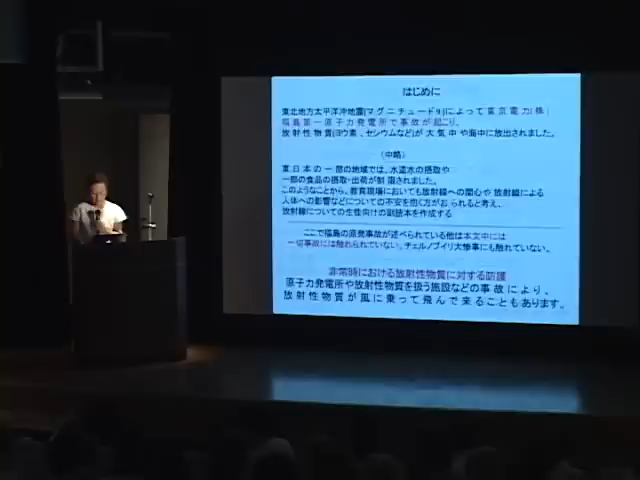 はじめに
東北地方太平洋沖地震(マグニチュード9)によって東京電力(株)
福島第一原子力発電所で事故が起こり、
放射性物質(ヨウ素、セシウムなど)が大気中や海中に放出されました。
(中略)
東日本の一部の地域では、水道水の摂取や
一部の食品の摂取・出荷が制限されました。
このようなことから、教育現場においても放射線への関心や放射線による
人体への影響などについての不安を抱く方がおられると考え、
放射線についての生徒向けの副読本を作成する
ここで福島の原発事故が述べられている他は本文中には
一切事故には触れられていない。チェルノブイリ大惨事にも触れていない。
非常時における放射性物質に対する防護
原子力発電所や放射性物質を扱う施設などの事故により、
放射性物質が風に乗って飛んで来ることもあります。